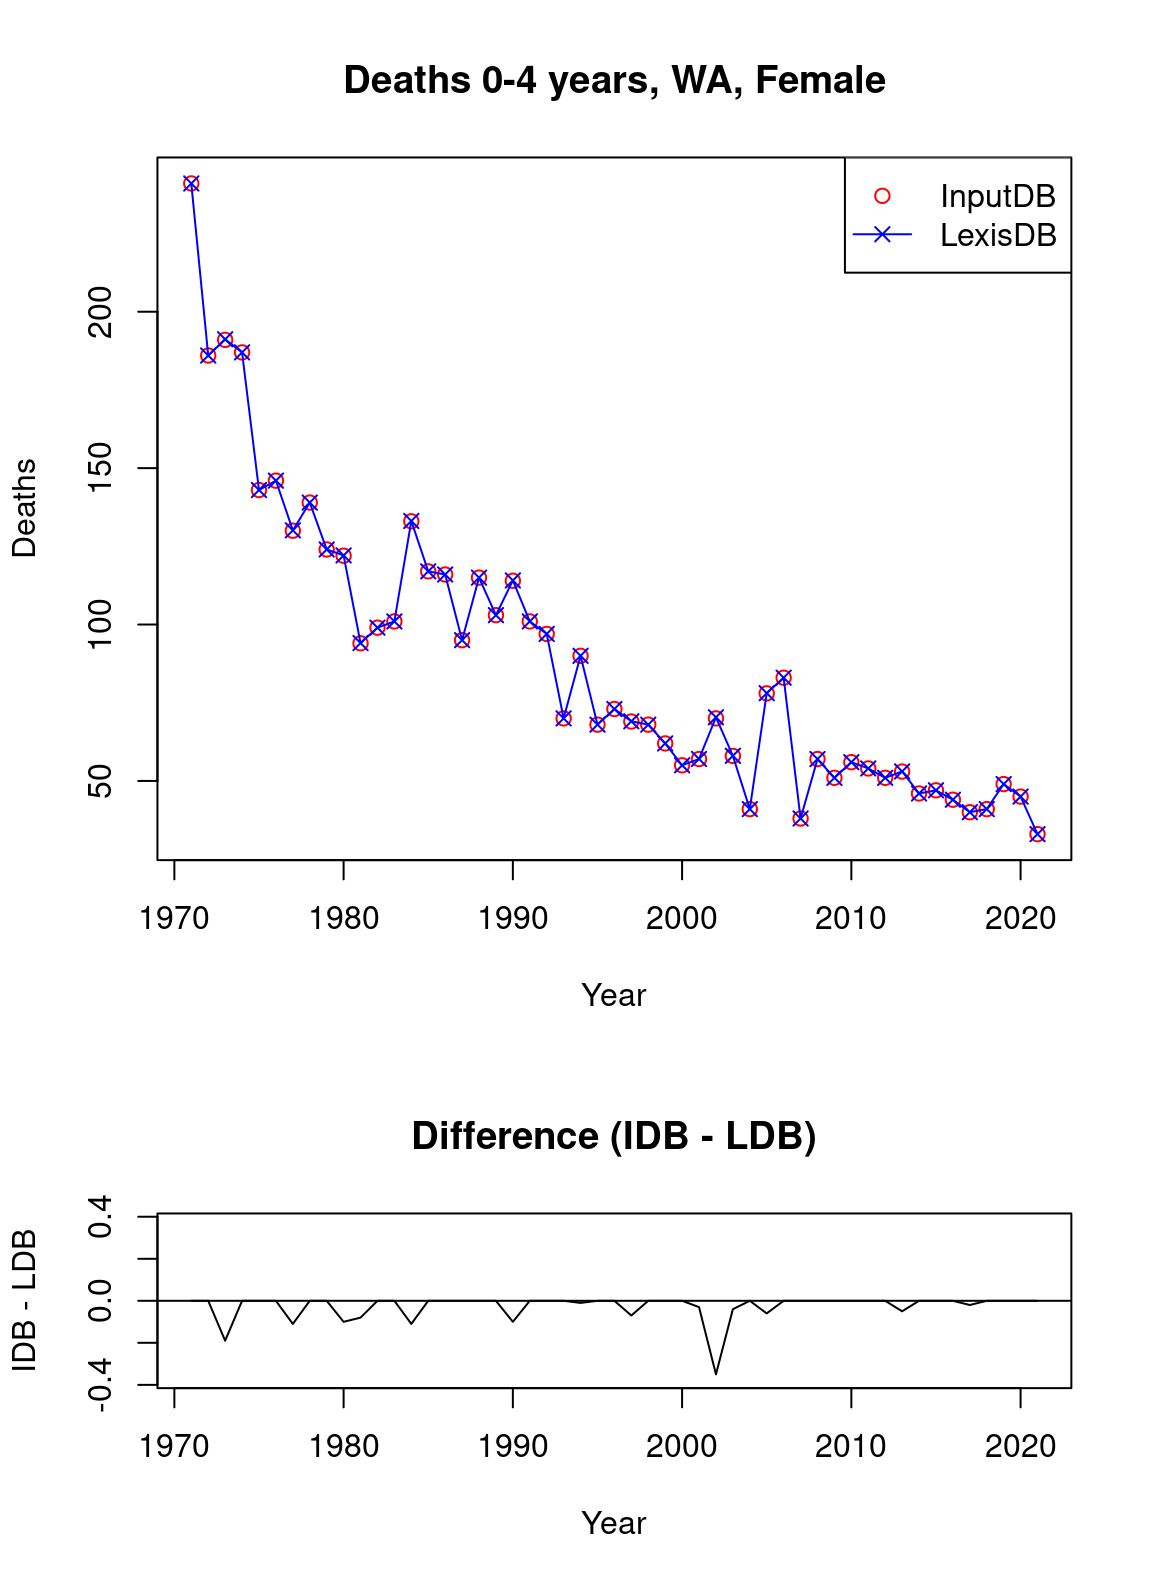 Deaths 0-4 years, WA, Female
InputDB
LexisDB
Deaths
200
150
100
50
1970 1980 1990 2000 2010 2020
Year
Difference (IDB - LDB)
IDB - LDB
0.4
0.0
-0.4
1970 1980 1990 2000 2010 2020
Year